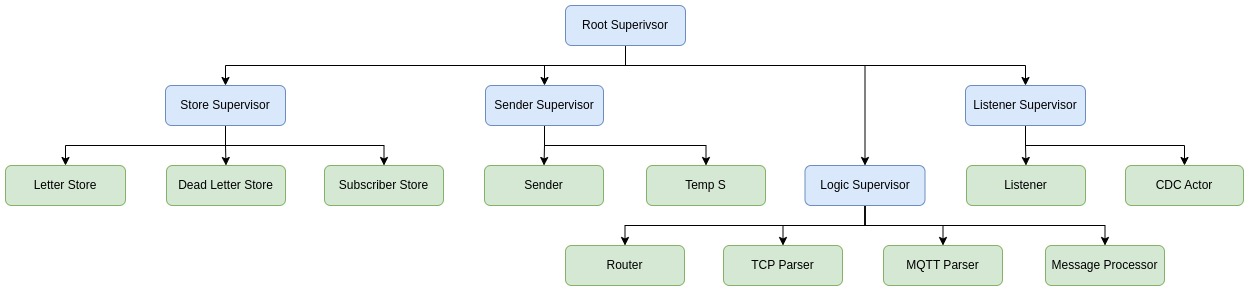 Root Superivsor
Store Supervisor
Sender Supervisor
Listener Supervisor
Letter Store
Dead Letter Store
Subscriber Store
Sender
Temp S
Logic Supervisor
Listener
CDC Actor
Router
TCP Parser
MQTT Parser
Message Processor